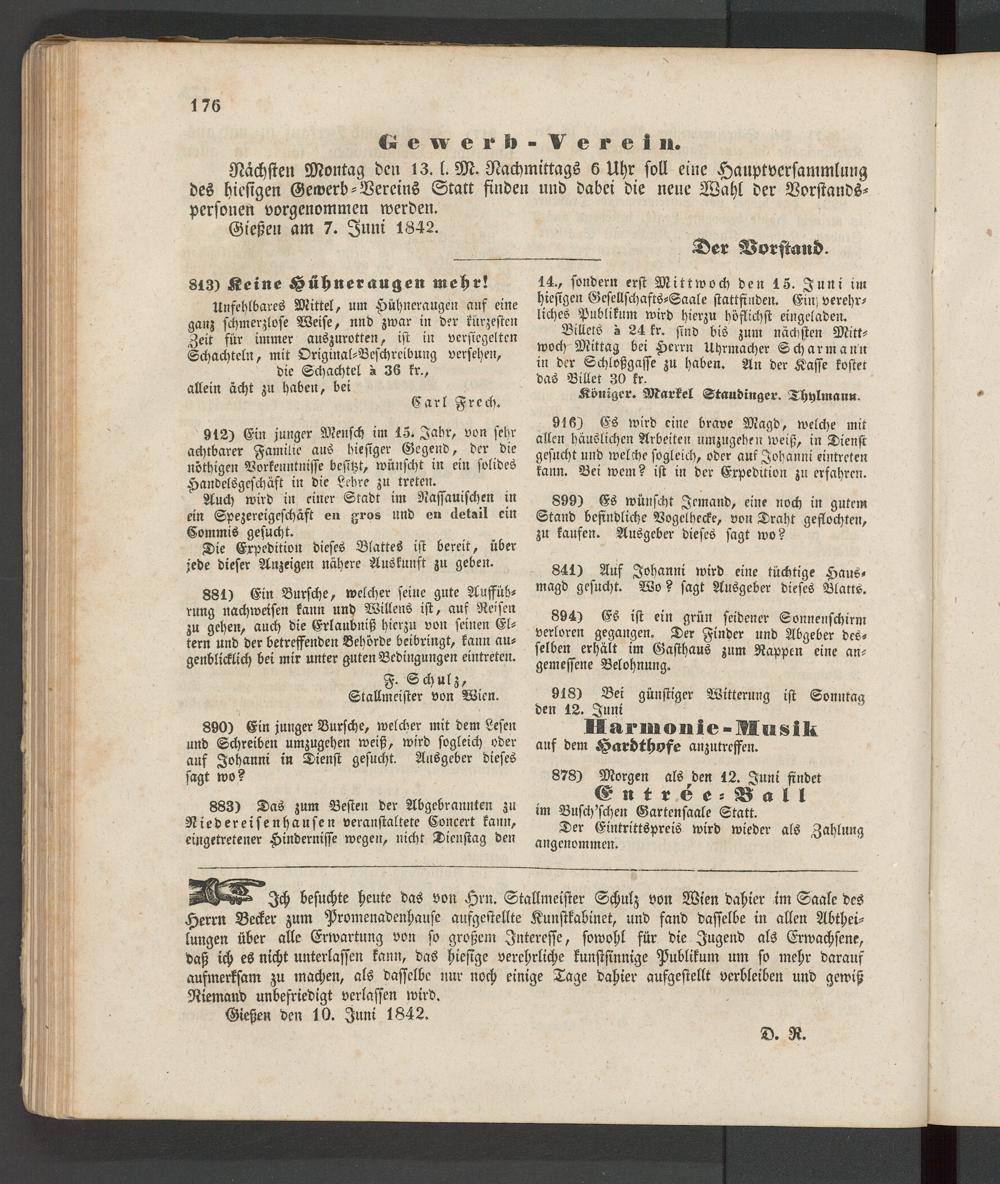 176
Gewerb-Verein.
Nächsten Montag den 13. l. M. Nachmittags 6 Uhr soll eine Hauptversammlung
des hiesigen Gewerb-Vereins Statt finden und dabei die neue Wahl der Vorstands-
personen vorgenommen werden.
Gießen am 7. Juni 1842.
Der Vorstand.
813) Keine Hühneraugen mehr!
Unfehlbares Mittel, um Hühneraugen auf eine
ganz schmerzlose Weise, und zwar in der kürzesten
Zeit für immer auszurotten, ist in versiegelten
Schachteln, mit Original-Beschreibung versehen,
die Schachtel à 36 kr.,
allein ächt zu haben, bei
Carl Frech.
912) Ein junger Mensch im 15. Jahr, von sehr
achtbarer Familie aus hiesiger Gegend, der die
nöthigen Vorkenntnisse besitzt, wünscht in ein solides
Handelsgeschäft in die Lehre zu treten.
Auch wird in einer Stadt im Nassauischen in
ein Spezereigeschäft en gros und en detail ein
Commis gesucht.
Die Expedition dieses Blattes ist bereit, über
jede dieser Anzeigen nähere Auskunft zu geben.
881) Ein Bursche, welcher seine gute Auffüh-
rung nachweisen kann und Willens ist, auf Reisen
zu gehen, auch die Erlaubniß hierzu von seinen El-
tern und der betreffenden Behörde beibringt, kann au-
genblicklich bei mir unter guten Bedingungen eintreten.
F. Schulz,
Stallmeister von Wien.
890) Ein junger Bursche, welcher mit dem Lesen
und Schreiben umzugehen weiß, wird sogleich oder
auf Johanni in Dienst gesucht. Ausgeber dieses
sagt wo?
883) Das zum Besten der Abgebrannten zu
Niedereisenhausen veranstaltete Concert kann,
eingetretener Hindernisse wegen, nicht Dienstag den
14., sondern erst Mittwoch den 15. Juni im
hiesigen Gesellschafts-Saale stattfinden. Ein verehr-
liches Publikum wird hierzu höflichst eingeladen.
Billets à 24 kr. sind bis zum nächsten Mitt-
woch Mittag bei Herrn Uhrmacher Scharmann
in der Schloßgasse zu haben. An der Kasse kostet
das Billet 30 kr.
Königer. Markel Staudinger. Thylmann.
916) Es wird eine brave Magd, welche mit
allen häuslichen Arbeiten umzugehen weiß, in Dienst
gesucht und welche sogleich, oder auf Johanni eintreten
kann. Bei wem? ist in der Expedition zu erfahren.
899) Es wünscht Jemand, eine noch in gutem
Stand befindliche Vogelhecke, von Draht geflochten,
zu kaufen. Ausgeber dieses sagt wo?
841) Auf Johanni wird eine tüchtige Haus-
magd gesucht. Wo? sagt Ausgeber dieses Blatts.
894) Es ist ein grün seidener Sonnenschirm
verloren gegangen. Der Finder und Abgeber des-
selben erhält im Gasthaus zum Rappen eine an-
gemessene Belohnung.
918) Bei günstiger Witterung ist Sonntag
den 12. Juni
Harmonie-Musik
auf dem Hardthofe anzutreffen.
878) Morgen als den 12. Juni findet
Entrée-Ball
im Busch'schen Gartensaale Statt.
Der Eintrittspreis wird wieder als Zahlung
angenommen.
Ich besuchte heute das von Hrn. Stallmeister Schulz von Wien dahier im Saale des
Herrn Becker zum Promenadenhause aufgestellte Kunstkabinet, und fand dasselbe in allen Abthei-
lungen über alle Erwartung von so großem Interesse, sowohl für die Jugend als Erwachsene,
daß ich es nicht unterlassen kann, das hiesige verehrliche kunstsinnige Publikum um so mehr darauf
aufmerksam zu machen, als dasselbe nur noch einige Tage dahier aufgestellt verbleiben und gewiß
Niemand unbefriedigt verlassen wird.
Gießen den 10. Juni 1842.
D. R.